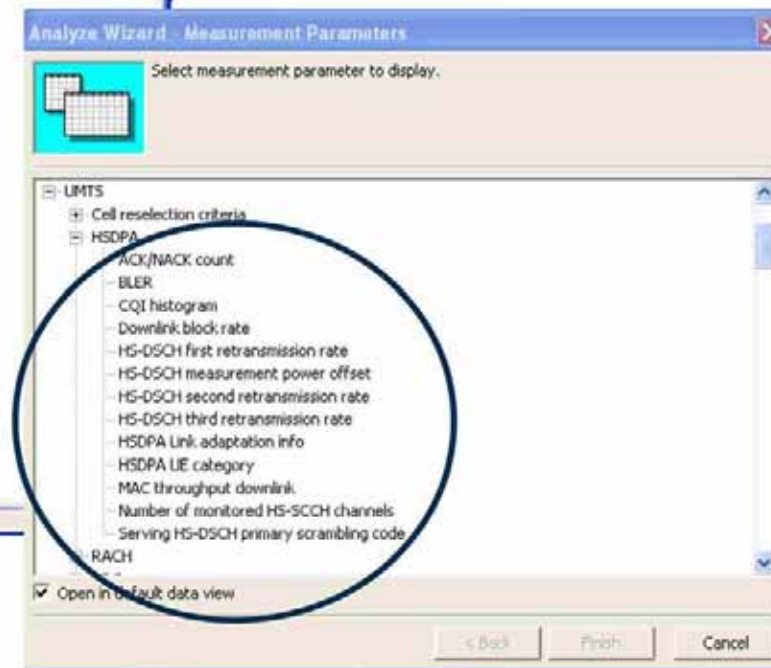 Analyze Wizard - Measurement Parameters
Select measurement parameter to display.
UMTS
Cell reselection criteria
HSDPA
ACK/NACK count
BLER
CQI histogram
Downlink block rate
HS-DSCH first retransmission rate
HS-DSCH measurement power offset
HS-DSCH second retransmission rate
HS-DSCH third retransmission rate
HSDPA Link adaptation info
HSDPA UE category
MAC throughput downlink
Number of monitored HS-SCCH channels
Serving HS-DSCH primary scrambling code
RACH
Open in default data view
< Back
Finish
Cancel